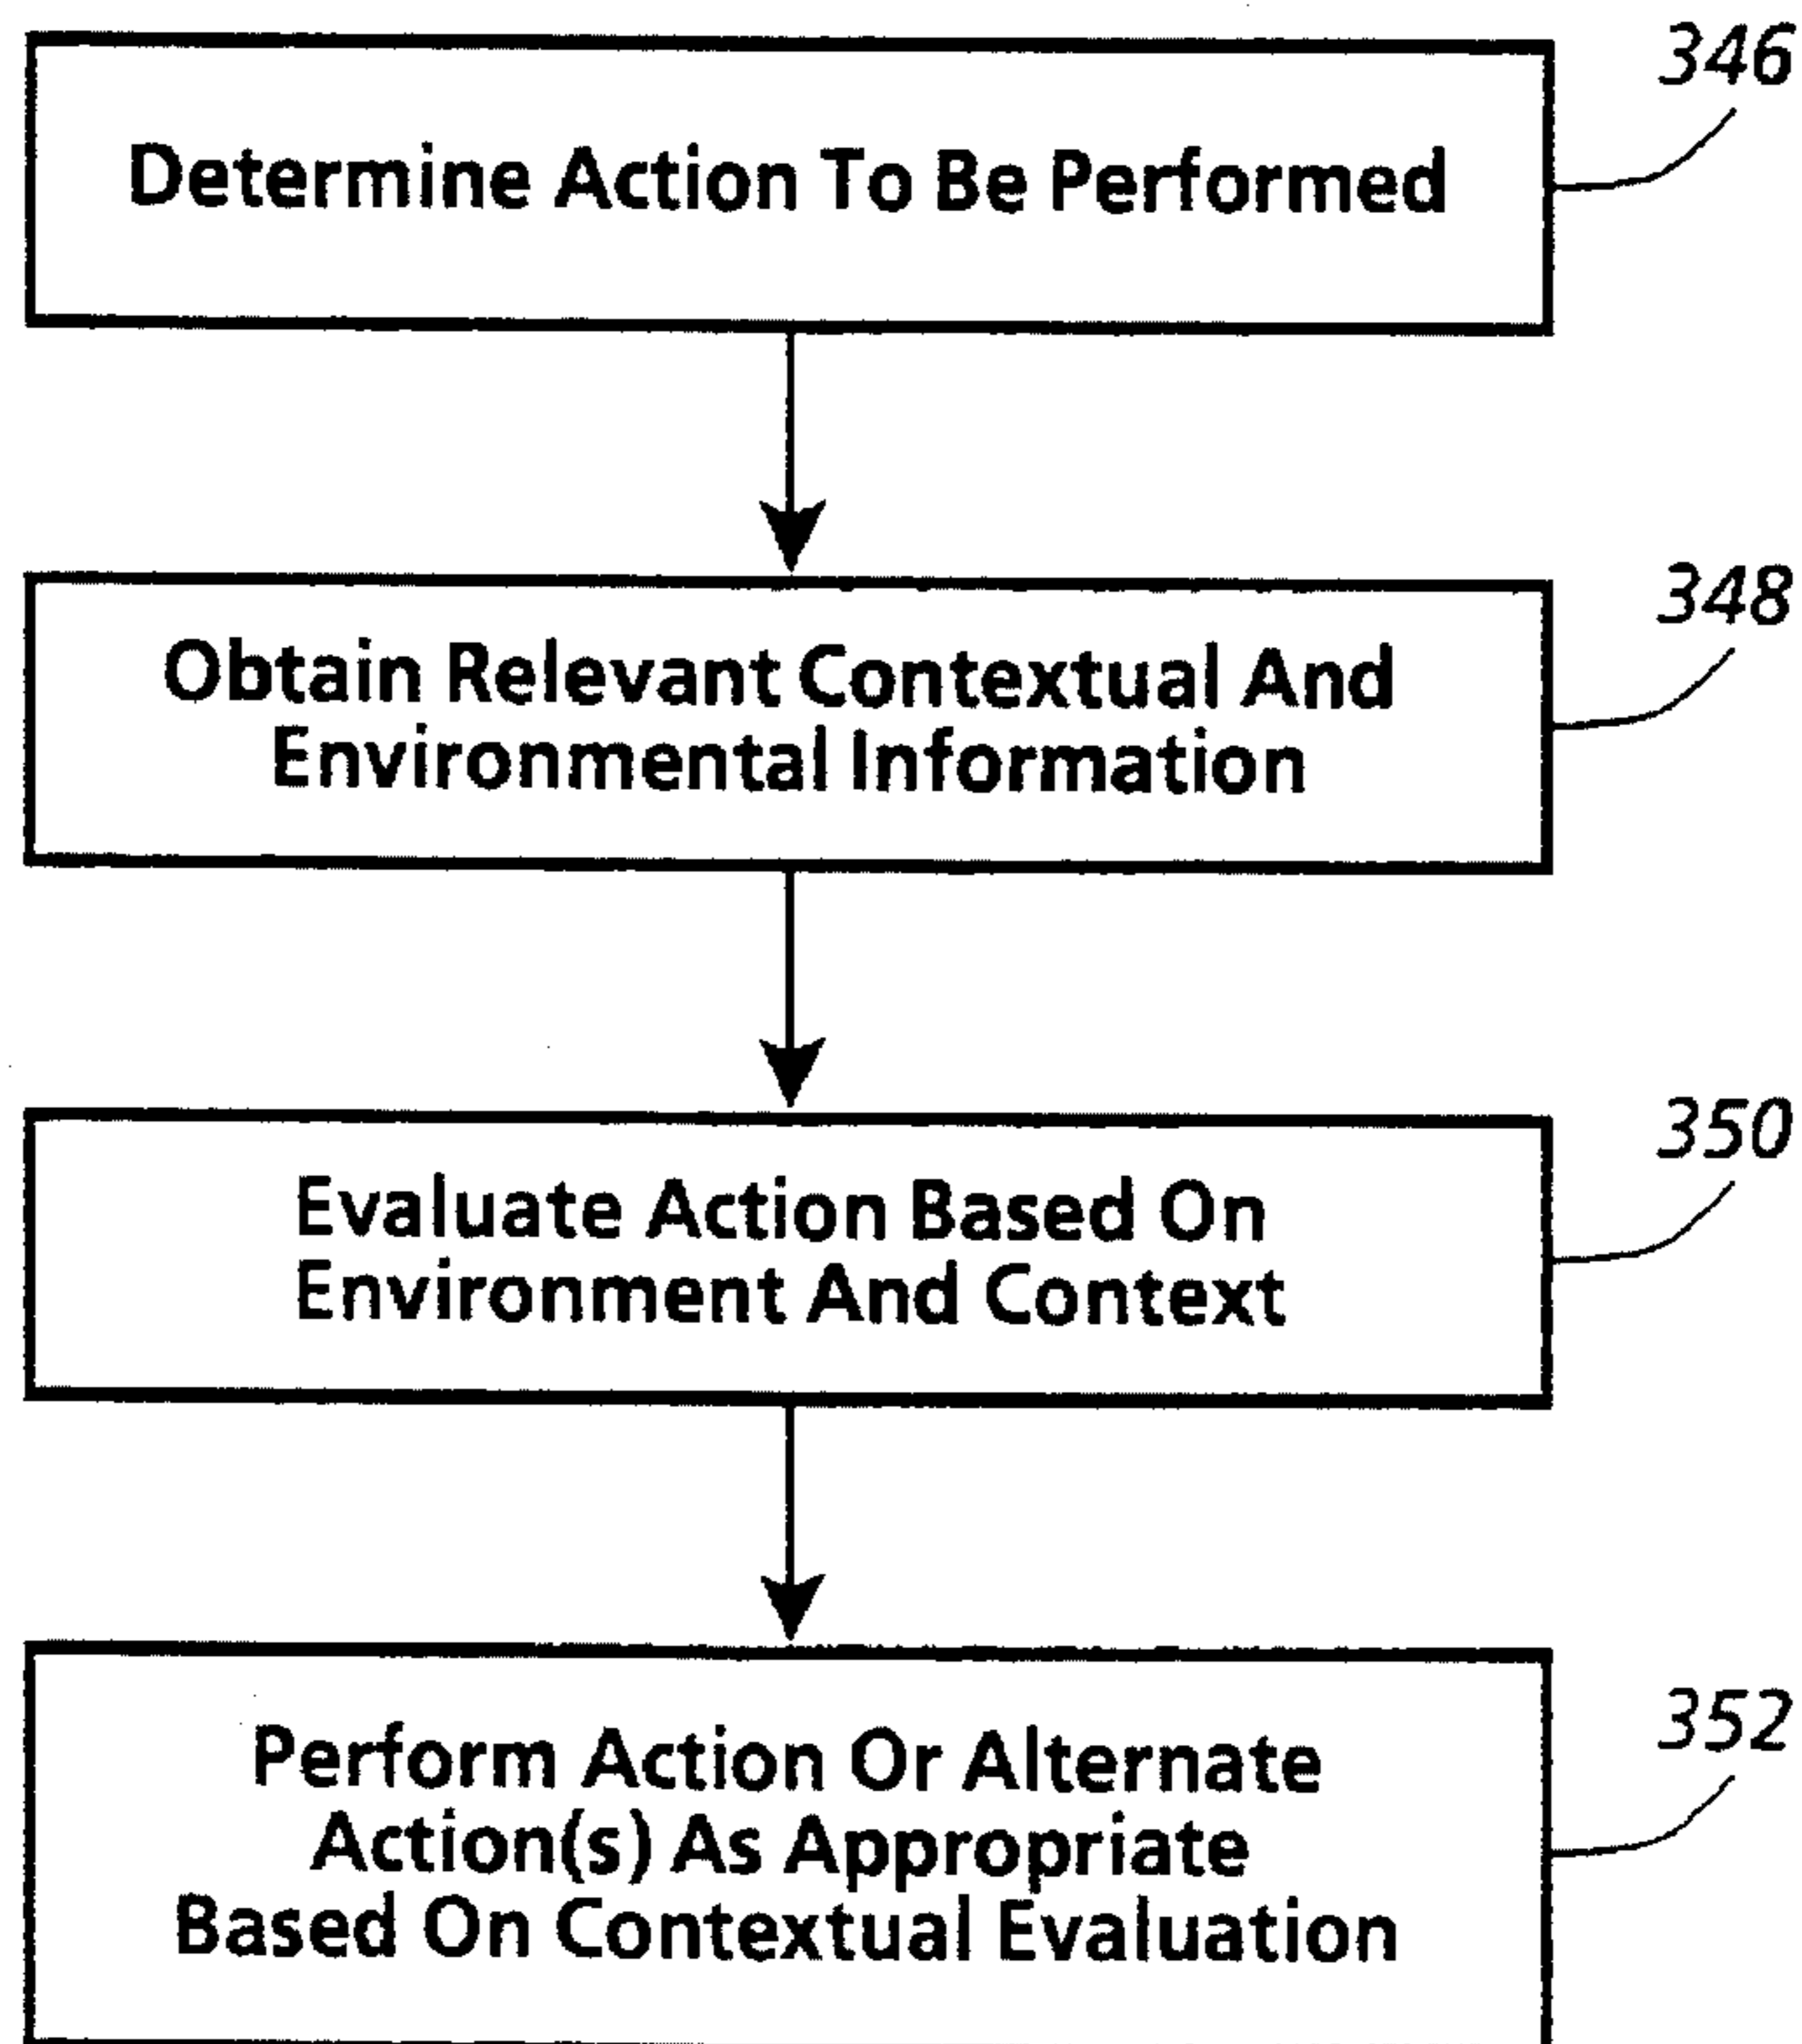 346
Determine Action To Be Performed
348
Obtain Relevant Contextual And
Environmental Information
350
Evaluate Action Based On
Environment And Context
352
Perform Action Or Alternate
Action(s) As Appropriate
Based On Contextual Evaluation